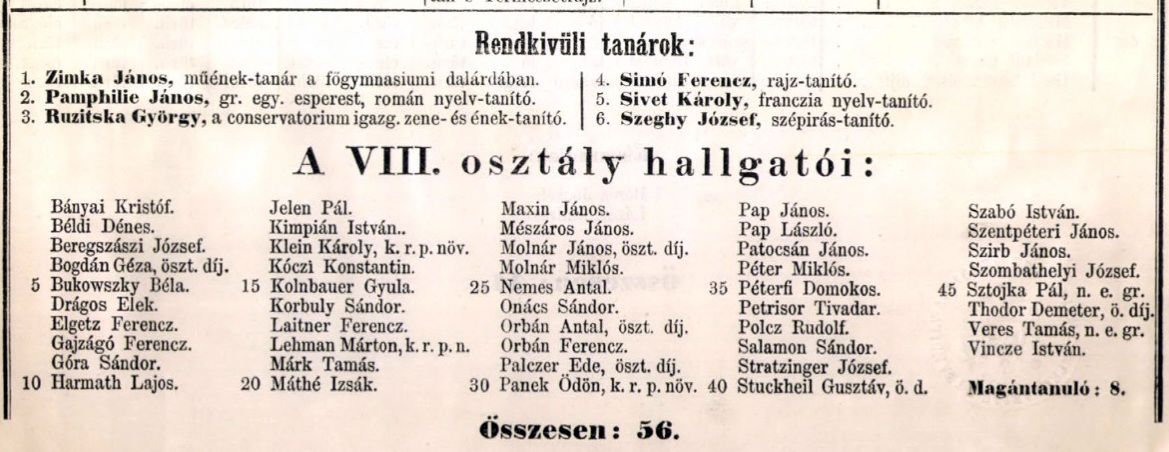 Rendkivüli tanárok:
1. Zimka János, műének-tanár a főgymnasiumi dalárdában.
2. Pamphilie János, gr. egy. esperest, román nyelv-tanító.
3. Ruzitska György, a conservatorium igazg. zene- és ének-tanító.
4. Simó Ferencz, rajz-tanító.
5. Sivet Károly, franczia nyelv-tanító.
6. Szeghy József, szépirás-tanító.
A VIII. osztály hallgatói:
Bányai Kristóf.
Béldi Dénes.
Beregszászi József.
Bogdán Géza, öszt. díj.
5 Bukowszky Béla.
Drágos Elek.
Elgetz Ferencz.
Gajzágó Ferencz.
Góra Sándor.
10 Harmath Lajos.
Jelen Pál.
Kimpián István..
Klein Károly, k. r. p. növ.
Kóczi Konstantin.
15 Kolnbauer Gyula.
Korbuly Sándor.
Laitner Ferencz.
Lehman Márton, k. r. p. n.
Márk Tamás.
20 Máthé Izsák.
Maxin János.
Mészáros János.
Molnár János, öszt. díj.
Molnár Miklós.
25 Nemes Antal.
Onács Sándor.
Orbán Antal, öszt. díj.
Orbán Ferencz.
Palczer Ede, öszt. díj.
30 Panek Ödön, k. r. p. növ.
Pap János.
Pap László.
Patocsán János.
Péter Miklós.
35 Péterfi Domokos.
Petrisor Tivadar.
Polcz Rudolf.
Salamon Sándor.
Stratzinger József.
40 Stuckheil Gusztáv, ö. d.
Szabó István.
Szentpéteri János.
Szirb János.
Szombathelyi József.
45 Sztojka Pál, n. e. gr.
Thodor Demeter, ö. díj.
Veres Tamás, n. e. gr.
Vincze István.
Magántanuló: 8.
Összesen: 56.